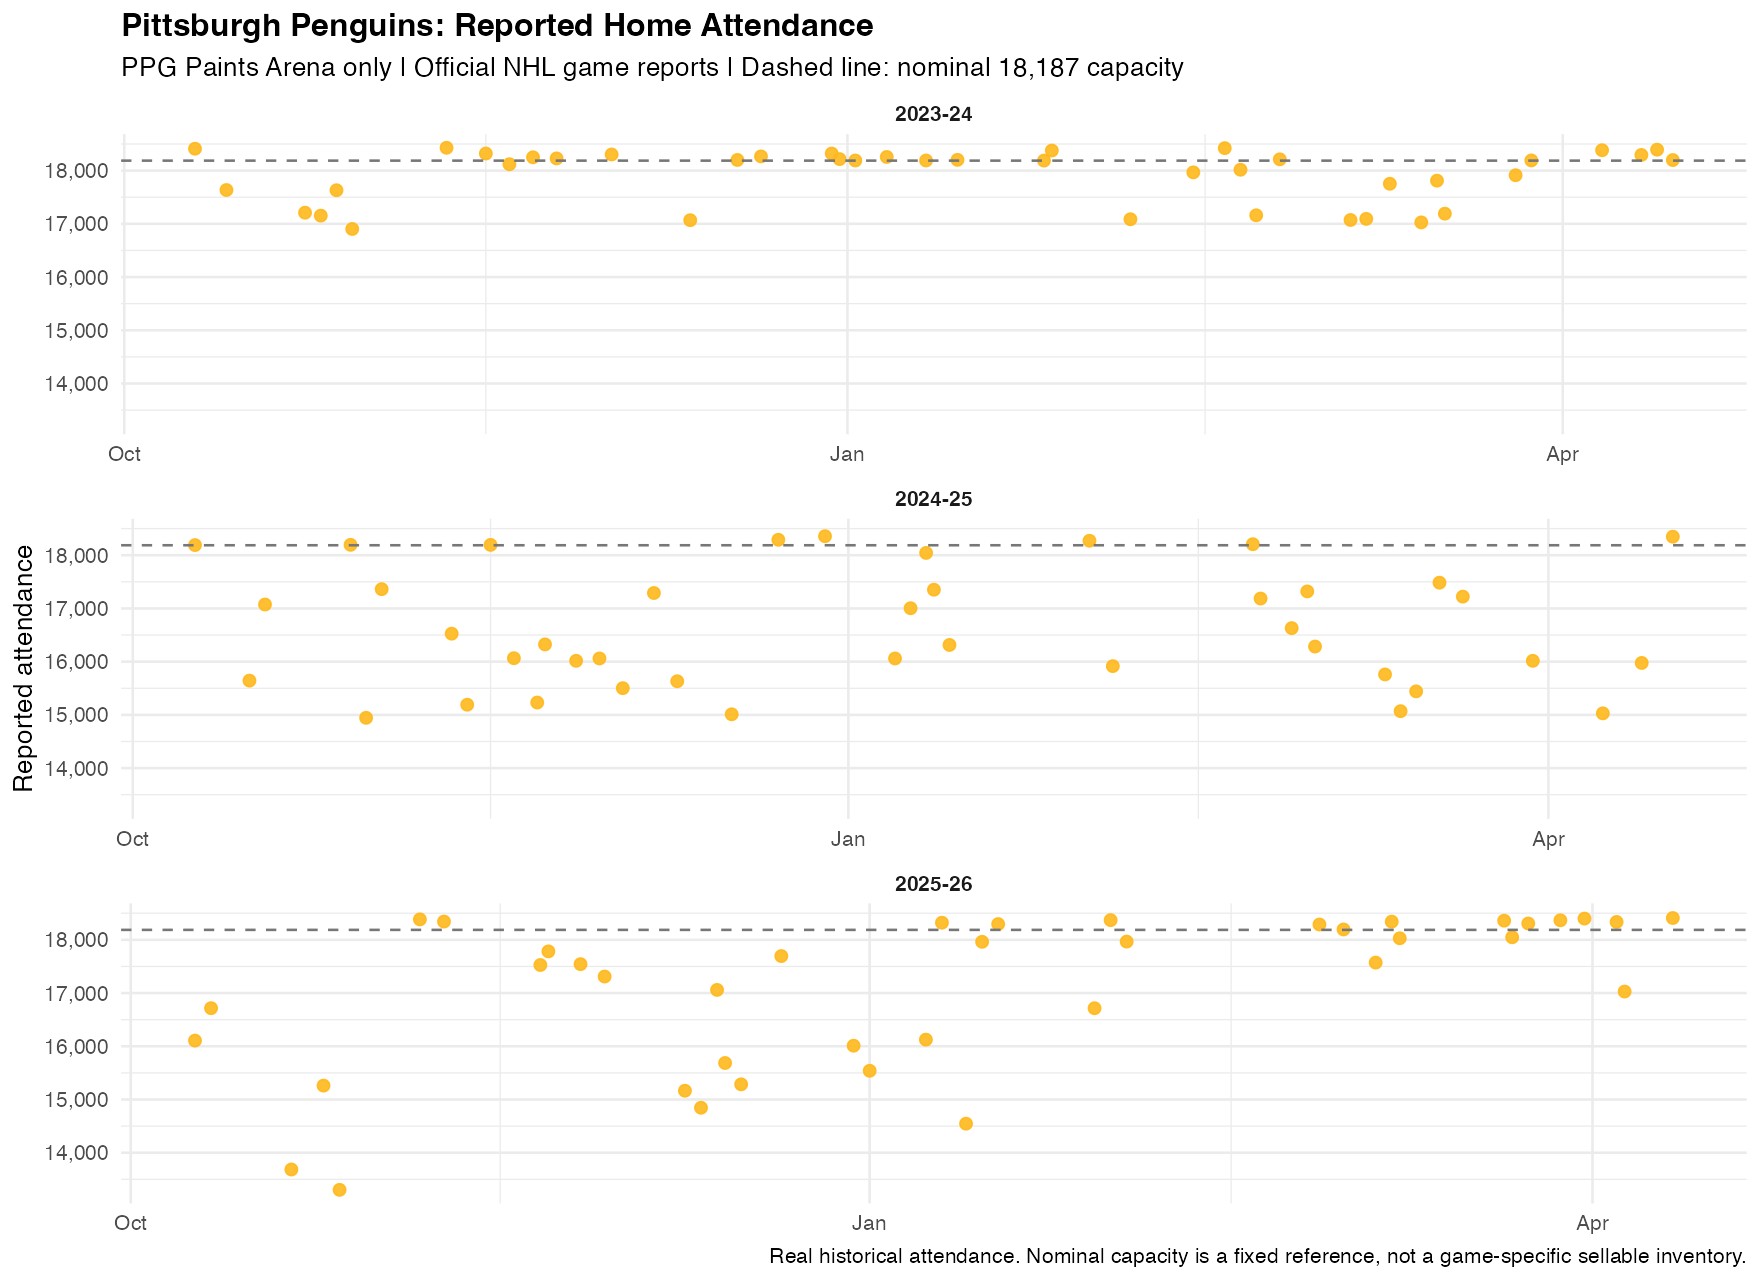 Pittsburgh Penguins: Reported Home Attendance
PPG Paints Arena only | Official NHL game reports | Dashed line: nominal 18,187 capacity
2023-24
18,000
17,000
16,000
15,000
14,000
Oct
Jan
Apr
Reported attendance
2024-25
18,000
17,000
16,000
15,000
14,000
Oct
Jan
Apr
2025-26
18,000
17,000
16,000
15,000
14,000
Oct
Jan
Apr
Real historical attendance. Nominal capacity is a fixed reference, not a game-specific sellable inventory.